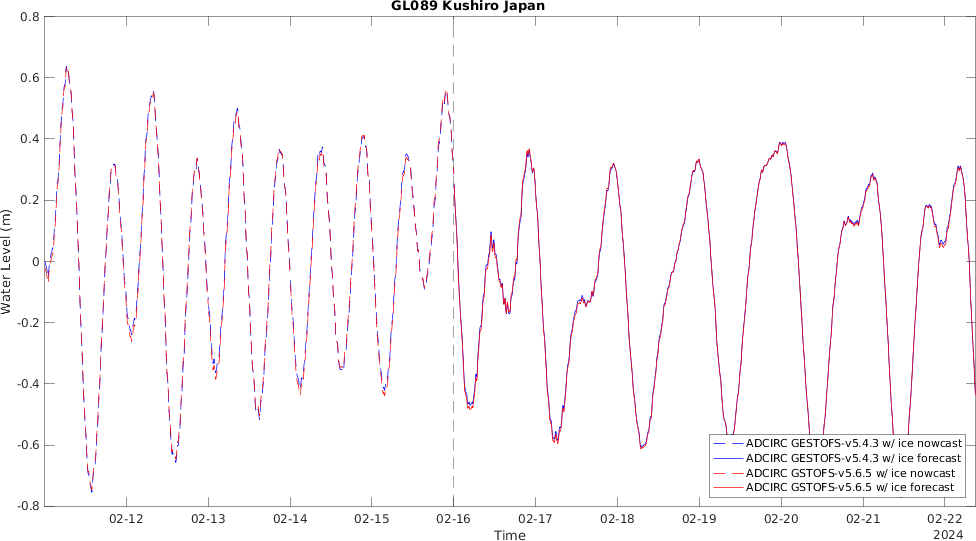 GL089 Kushiro Japan
0.8
0.6
0.4
0.2
0
-0.2
-0.4
-0.6
-0.8
Water Level (m)
ADCIRC GESTOFS-v5.4.3 w/ ice nowcast
ADCIRC GESTOFS-v5.4.3 w/ ice forecast
ADCIRC GSTOFS-v5.6.5 w/ ice nowcast
ADCIRC GSTOFS-v5.6.5 w/ ice forecast
02-12 02-13 02-14 02-15 02-16 02-17 02-18 02-19 02-20 02-21 02-22
Time
2024